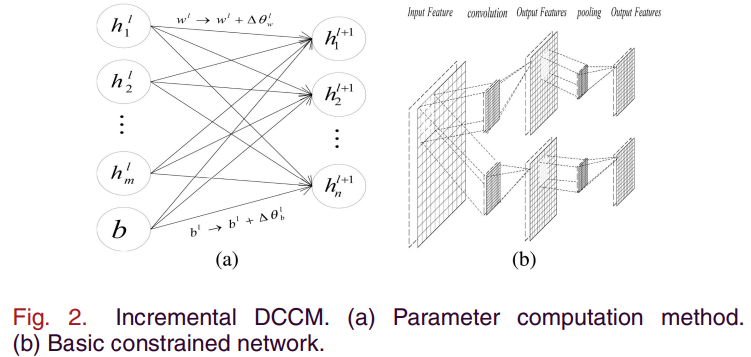 Input Feature convolution Output Features pooling Output Features
w^l → w^l + Δθ_w^l
h_1^l
h_1^{l+1}
h_2^l
h_2^{l+1}
⋮
⋮
h_m^l
h_n^{l+1}
b
b^l → b^l + Δθ_b^l
(a)
(b)
Fig. 2. Incremental DCCM. (a) Parameter computation method.
(b) Basic constrained network.